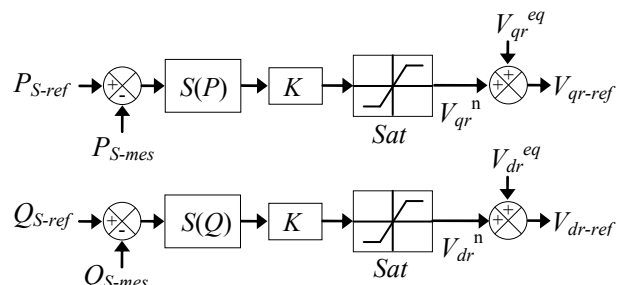 V_qr^eq
P_S-ref
+
-
S(P)
K
+
+
V_qr-ref
V_qr^n
P_S-mes
Sat
V_dr^eq
Q_S-ref
+
-
S(Q)
K
+
+
V_dr-ref
V_dr^n
Sat
Q_S-mes